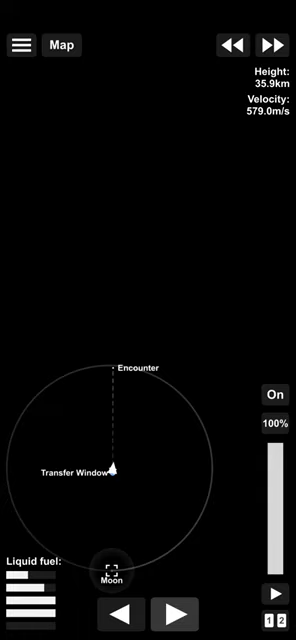 Map
Height:
35.9km
Velocity:
579.0m/s
Encounter
On
100%
Transfer Window
Liquid fuel:
Moon
1 2